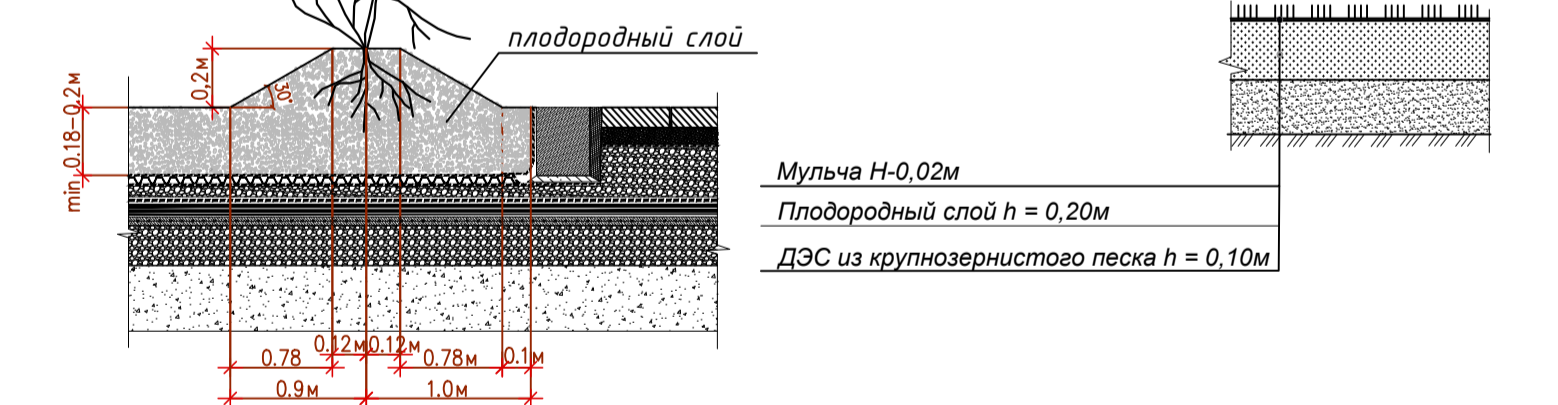 плодородный слой
0,2м
30°
min 0.18-0.2м
Мульча Н-0,02м
Плодородный слой h = 0,20м
ДЭС из крупнозернистого песка h = 0,10м
0.12м 0.12м
0.78 0.78м 0.1м
0.9м 1.0м